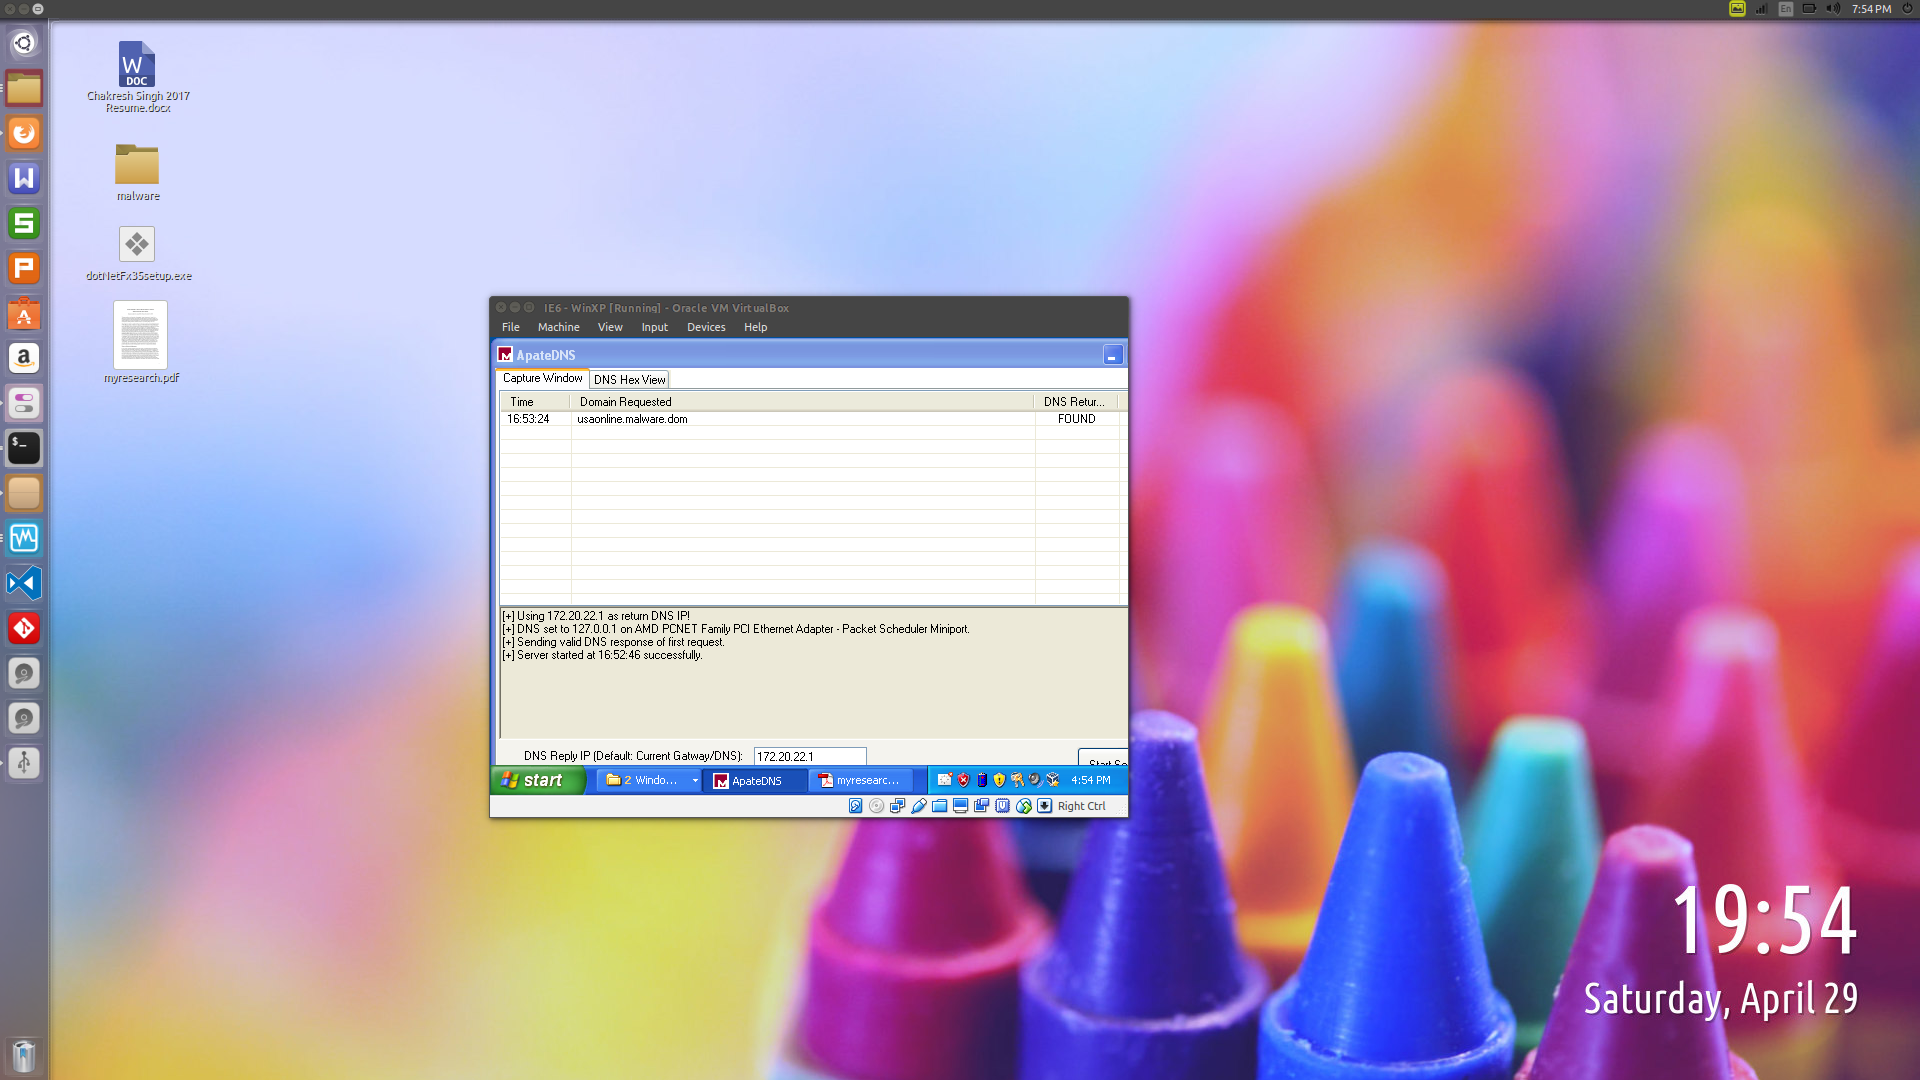 7:54 PM
En
W
DOC
Chakresh Singh 2017
Resume.docx
malware
dotNetFx35setup.exe
myresearch.pdf
IE6 - WinXP [Running] - Oracle VM VirtualBox
File Machine View Input Devices Help
ApateDNS
Capture Window DNS Hex View
Time Domain Requested DNS Retur...
16:53:24 usaonline.malware.dom FOUND
[+] Using 172.20.22.1 as return DNS IP!
[+] DNS set to 127.0.0.1 on AMD PCNET Family PCI Ethernet Adapter - Packet Scheduler Miniport.
[+] Sending valid DNS response of first request.
[+] Server started at 16:52:46 successfully.
DNS Reply IP (Default: Current Gatway/DNS): 172.20.22.1
Start Se
start 2 Windo... ApateDNS myresearc... 4:54 PM
Right Ctrl
19:54
Saturday, April 29